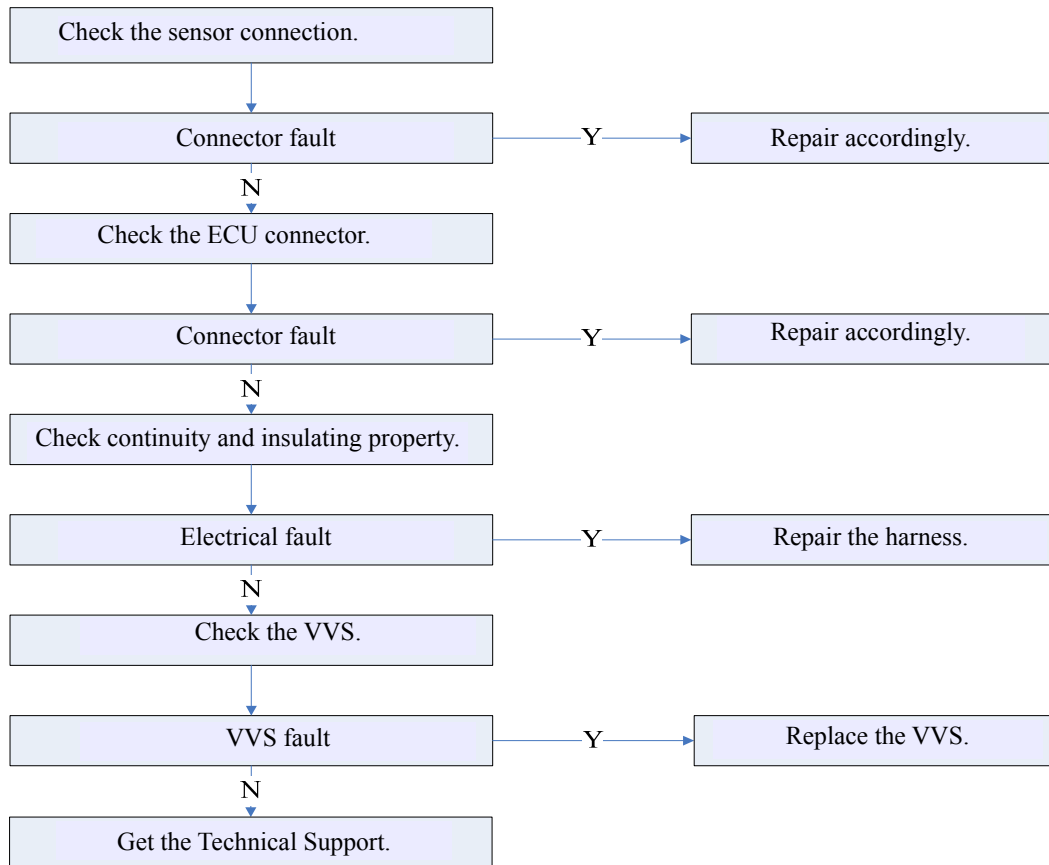 Check the sensor connection.
Connector fault
Y
Repair accordingly.
N
Check the ECU connector.
Connector fault
Y
Repair accordingly.
N
Check continuity and insulating property.
Electrical fault
Y
Repair the harness.
N
Check the VVS.
VVS fault
Y
Replace the VVS.
N
Get the Technical Support.